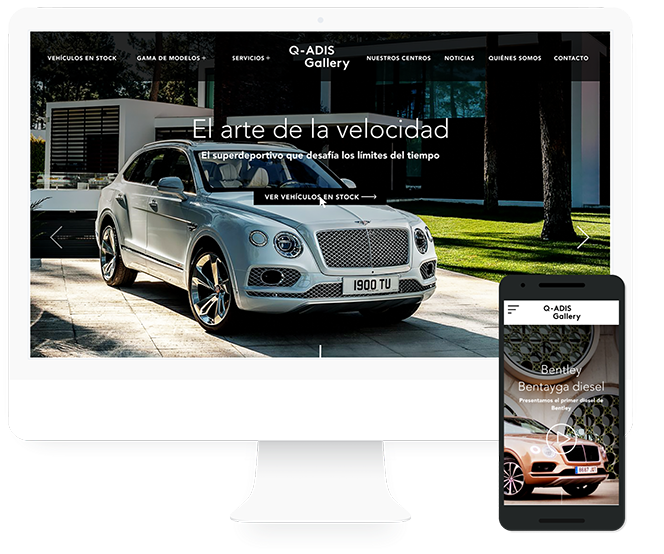 VEHÍCULOS EN STOCK
GAMA DE MODELOS +
SERVICIOS +
Q-ADIS
Gallery
NUESTROS CENTROS
NOTICIAS
QUIÉNES SOMOS
CONTACTO
El arte de la velocidad
El superdeportivo que desafía los límites del tiempo
VER VEHÍCULOS EN STOCK
1900 TU
Q-ADIS
Gallery
Bentley
Bentayga diesel
Presentamos el primer diesel de
Bentley